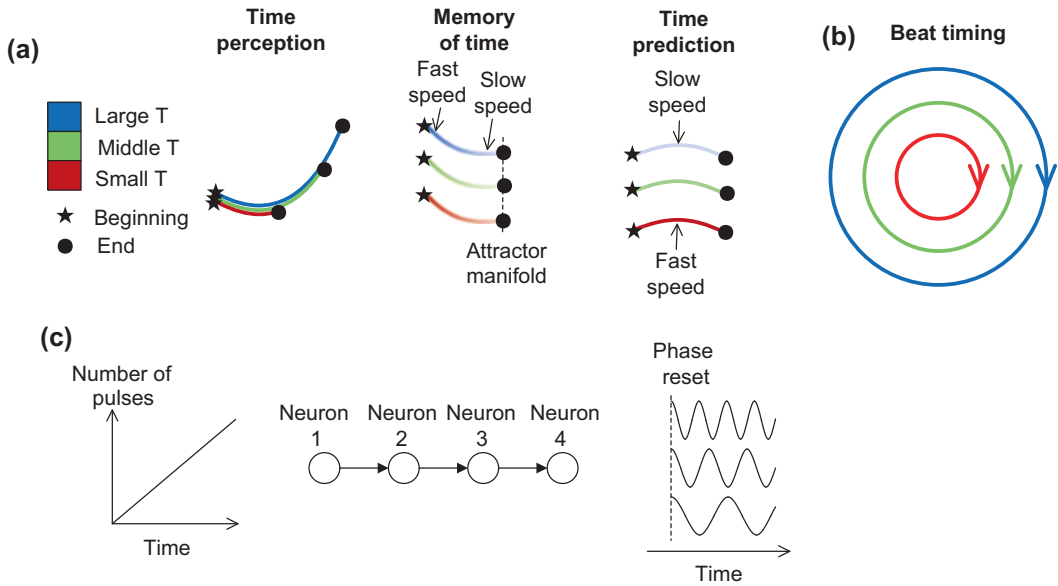 (a)
Time
perception
Memory
of time
Time
prediction
(b)
Beat timing
Large T
Middle T
Small T
Beginning
End
Fast
speed
Slow
speed
Attractor
manifold
Slow
speed
Fast
speed
(c)
Number of
pulses
Time
Neuron
1
Neuron
2
Neuron
3
Neuron
4
Phase
reset
Time